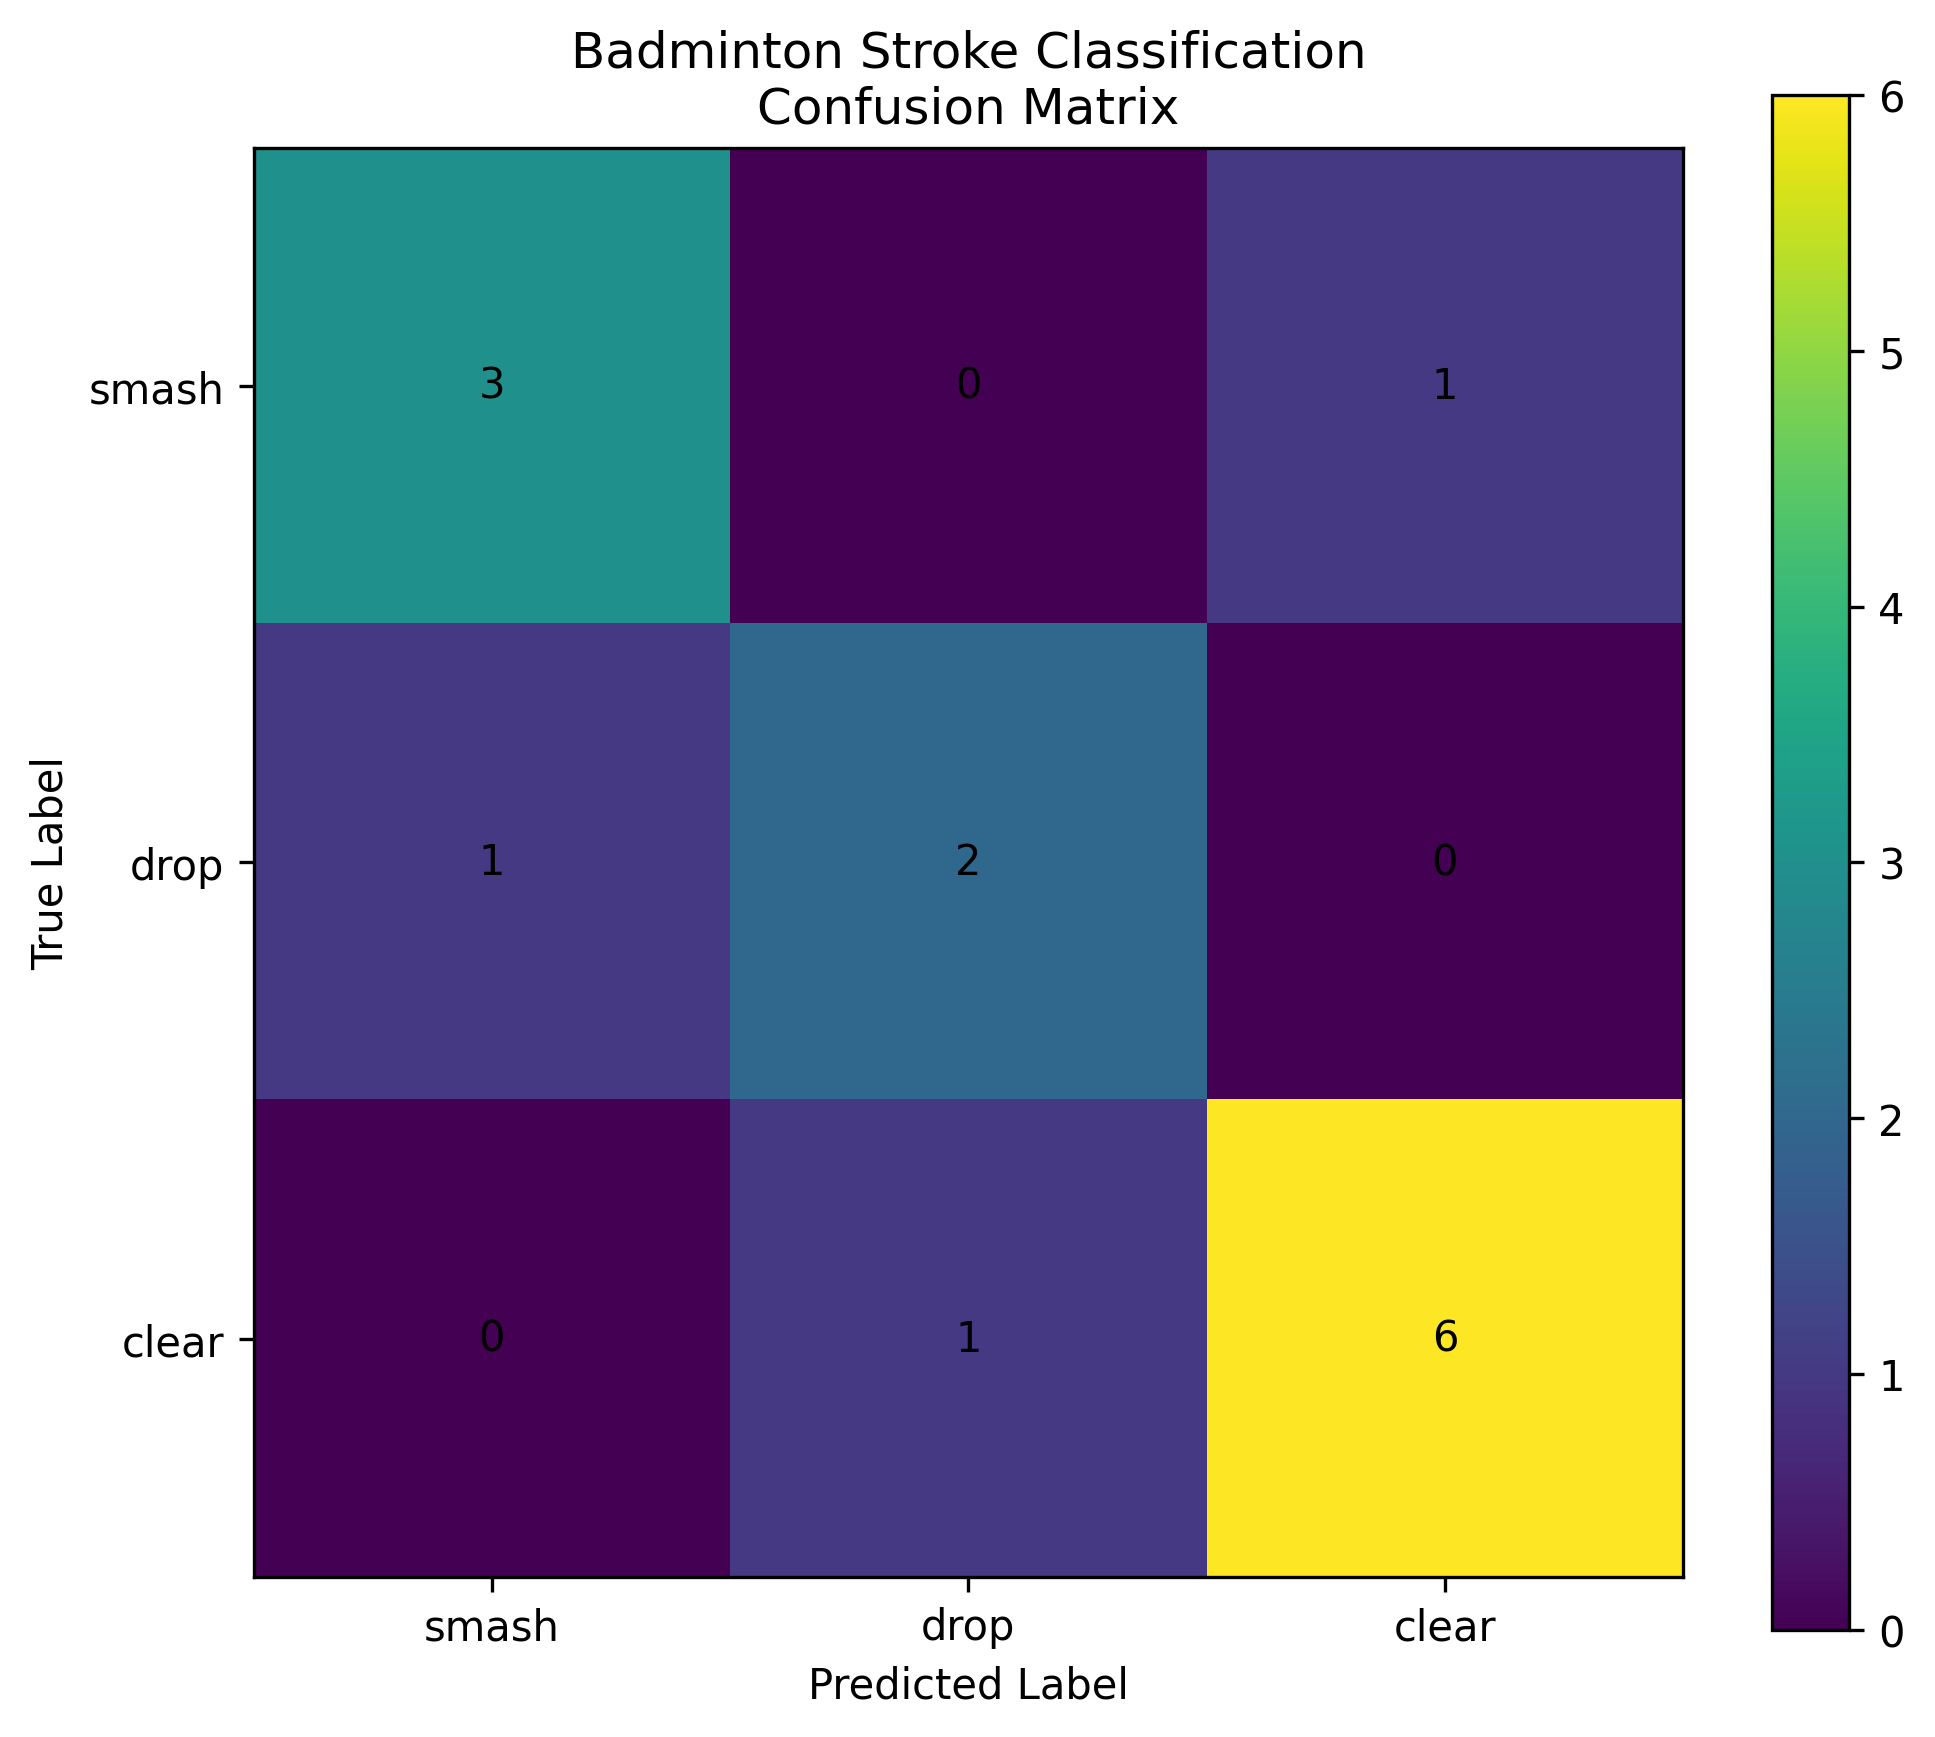 Badminton Stroke Classification
Confusion Matrix
smash 3 0 1
drop 1 2 0
clear 0 1 6
smash drop clear
Predicted Label
True Label
6
5
4
3
2
1
0